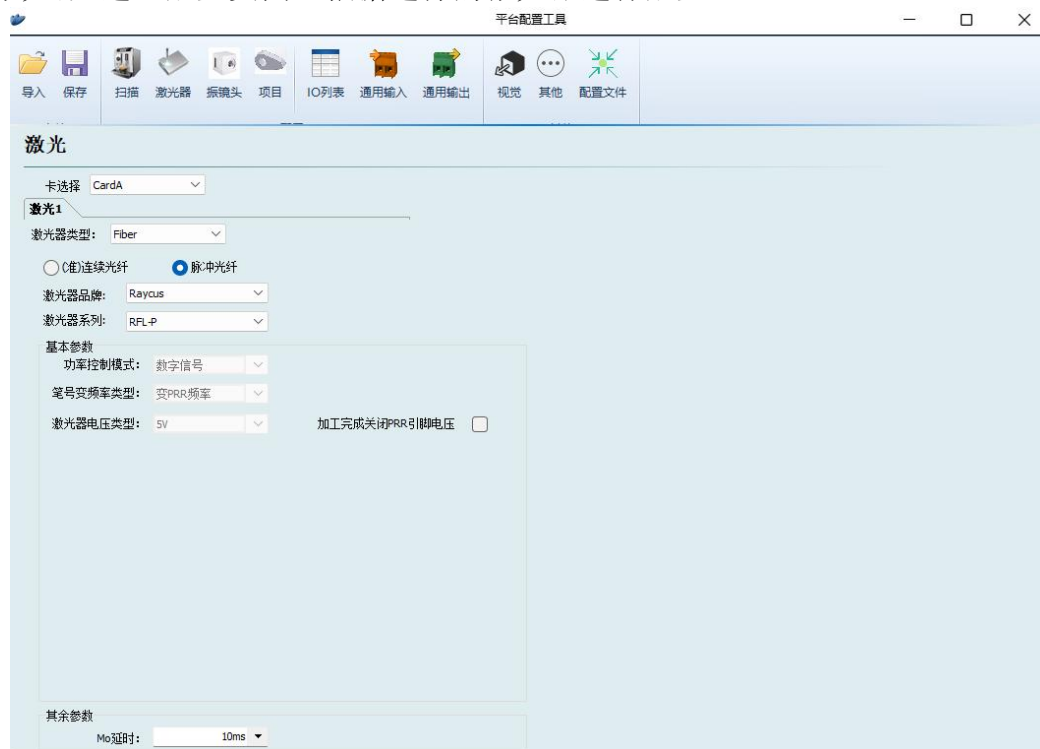 平台配置工具
导入 保存 扫描 激光器 振镜头 项目 IO列表 通用输入 通用输出 视觉 其他 配置文件
激光
卡选择 CardA
激光1
激光器类型: Fiber
(准)连续光纤 脉冲光纤
激光器品牌: Raycus
激光器系列: RFL-P
基本参数
功率控制模式: 数字信号
笔号变频率类型: 变PRR频率
激光器电压类型: 5V 加工完成关闭PRR引脚电压
其余参数
Mo延时: 10ms